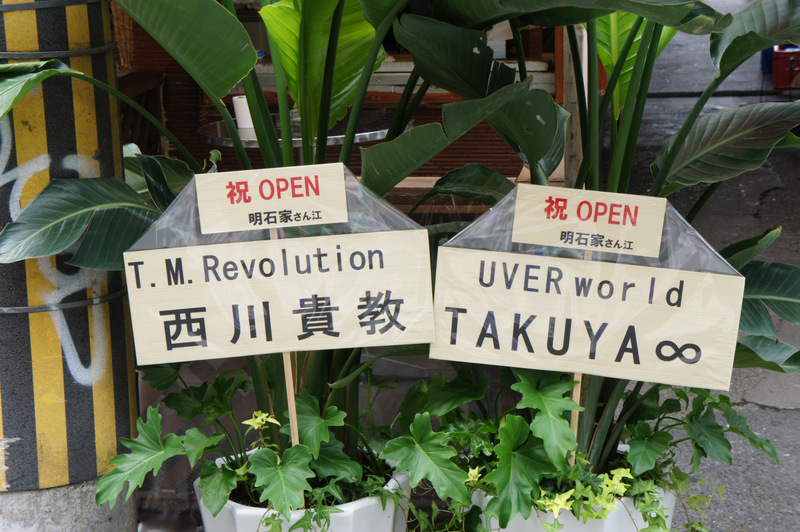 祝 OPEN
明石家さん江
T.M.Revolution
西川貴教
祝 OPEN
明石家さん江
UVERworld
TAKUYA∞